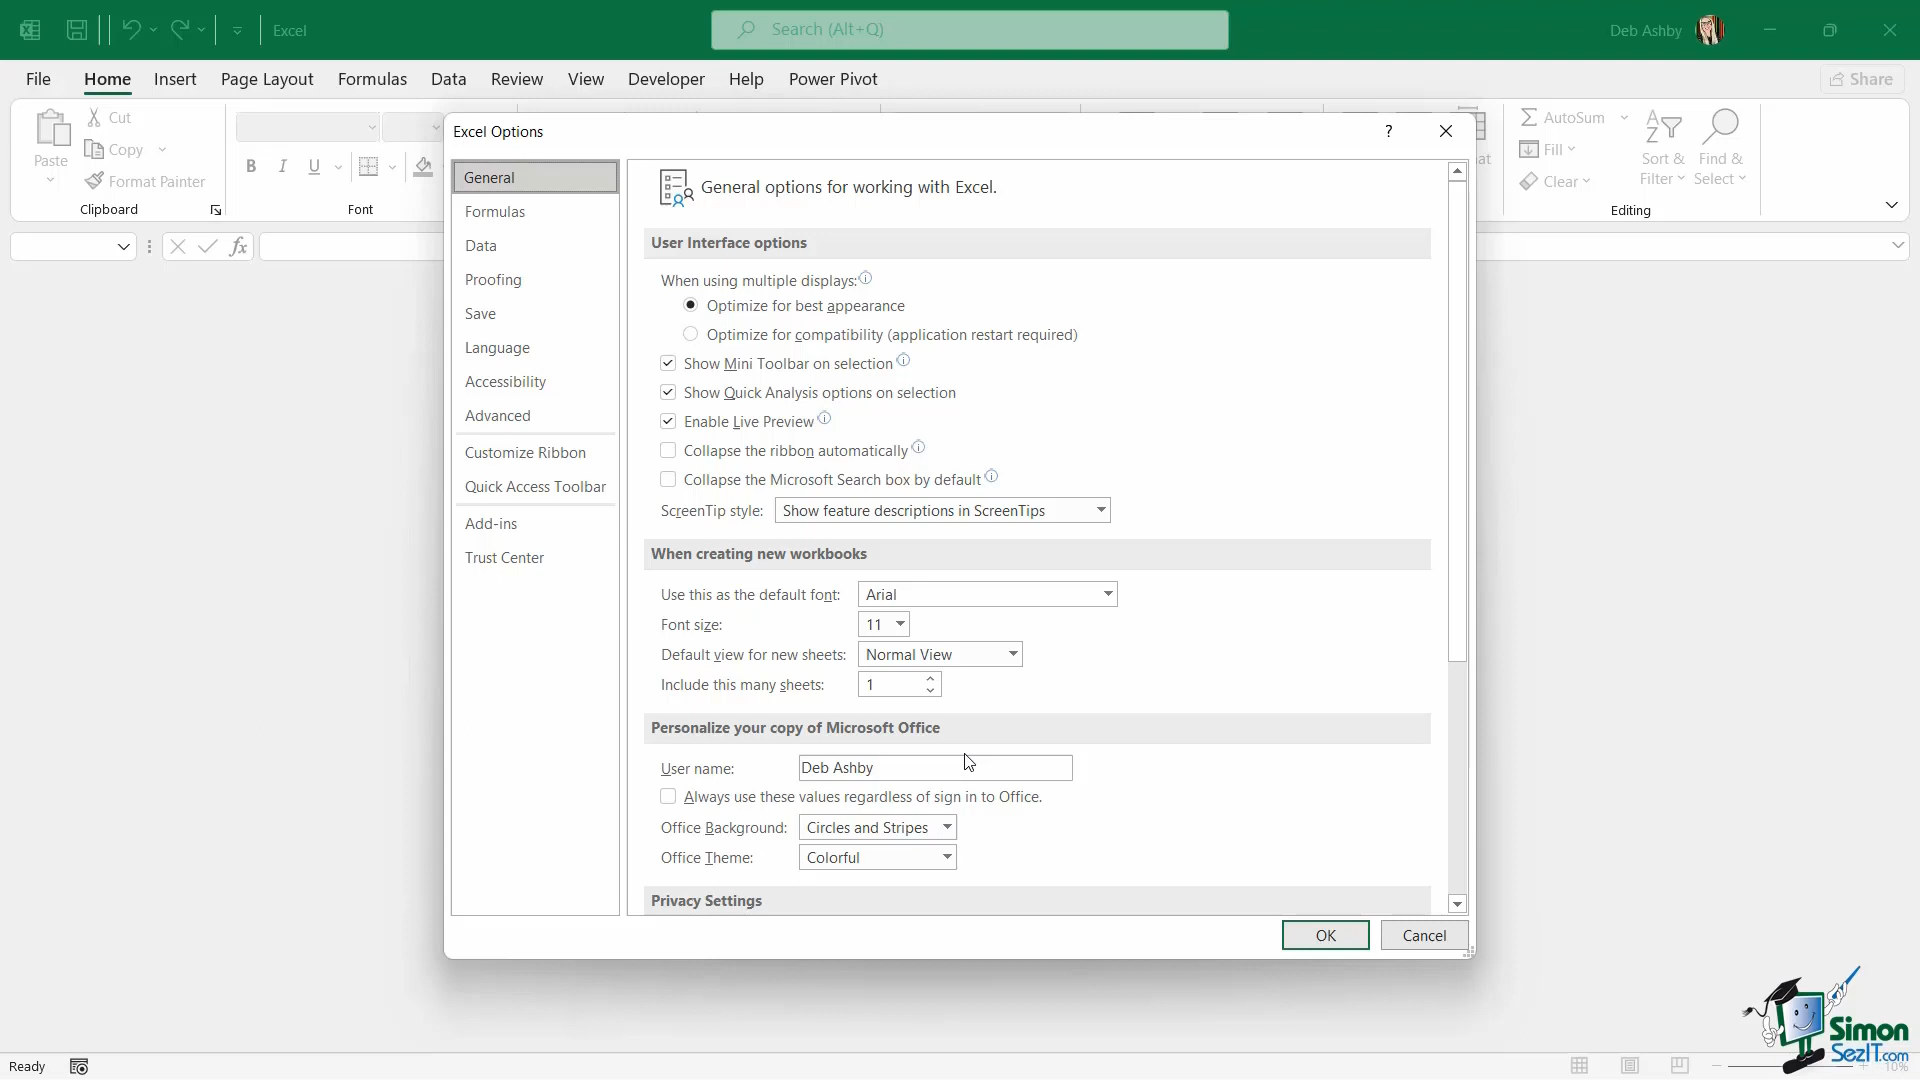 Excel
Search (Alt+Q)
Deb Ashby
File Home Insert Page Layout Formulas Data Review View Developer Help Power Pivot
Share
Paste
Cut
Copy
Format Painter
Clipboard
B I U
Font
AutoSum
Fill
Clear
Sort & Filter
Find & Select
Editing
fx
Excel Options
?
General
Formulas
Data
Proofing
Save
Language
Accessibility
Advanced
Customize Ribbon
Quick Access Toolbar
Add-ins
Trust Center
General options for working with Excel.
User Interface options
When using multiple displays:
Optimize for best appearance
Optimize for compatibility (application restart required)
Show Mini Toolbar on selection
Show Quick Analysis options on selection
Enable Live Preview
Collapse the ribbon automatically
Collapse the Microsoft Search box by default
ScreenTip style: Show feature descriptions in ScreenTips
When creating new workbooks
Use this as the default font: Arial
Font size: 11
Default view for new sheets: Normal View
Include this many sheets: 1
Personalize your copy of Microsoft Office
User name: Deb Ashby
Always use these values regardless of sign in to Office.
Office Background: Circles and Stripes
Office Theme: Colorful
Privacy Settings
OK Cancel
Simon
SezIT.com
Ready
10%